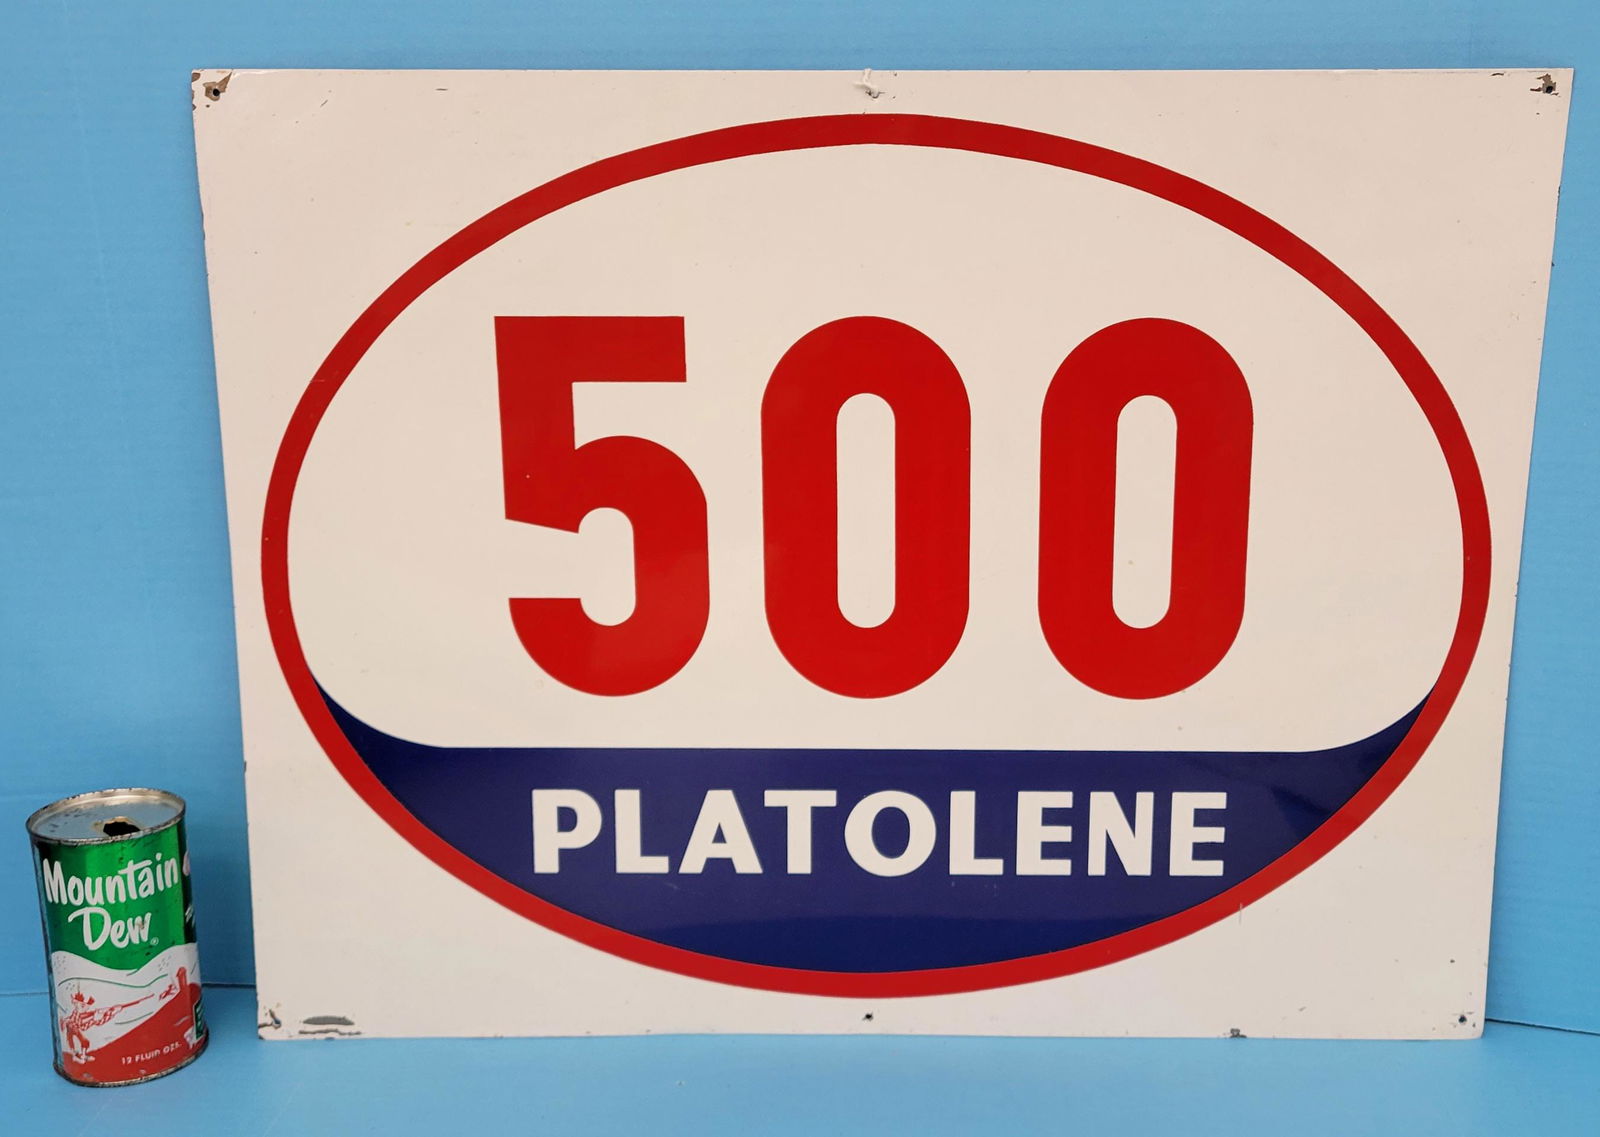 500
PLATOLENE
Mountain
Dew®
12 FLUID OZS.